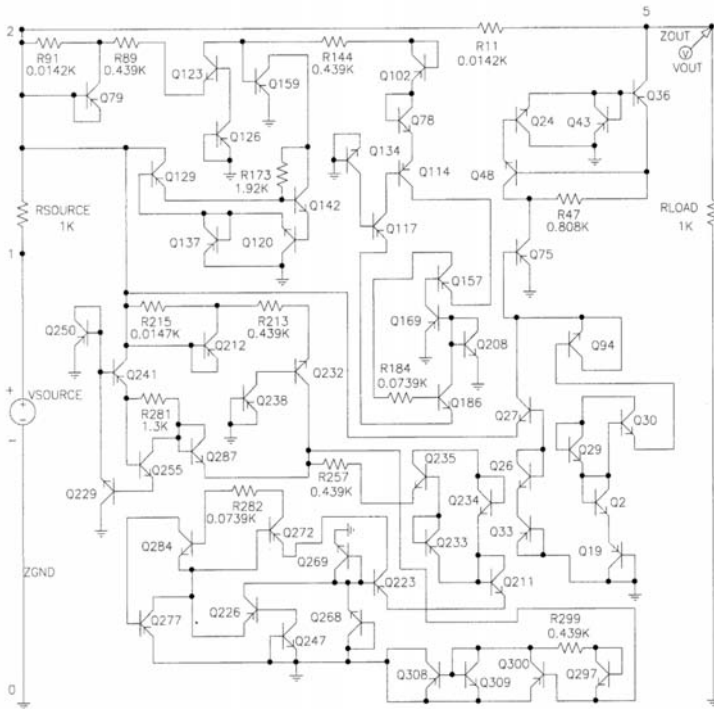 2
5
ZOUT
V
VOUT
R91
0.0142K
R89
0.439K
Q123
R144
0.439K
R11
0.0142K
Q102
Q79
Q159
Q36
Q78
Q24
Q43
Q126
Q134
Q129
R173
1.92K
Q114
Q48
RSOURCE
1K
Q142
R47
0.808K
RLOAD
1K
Q137
Q120
Q117
Q75
1
Q157
Q250
R215
0.0147K
R213
0.439K
Q169
Q212
Q208
Q94
R184
0.0739K
Q241
Q232
+
VSOURCE
+
-
-
Q238
Q186
Q27
R281
1.3K
Q30
Q29
Q287
Q255
R257
0.439K
Q235
Q26
Q229
R282
0.0739K
Q234
Q2
Q272
Q33
Q284
Q233
Q19
Q269
ZGND
Q223
Q211
Q226
Q268
Q277
Q247
R299
0.439K
Q308
Q309
Q300
Q297
0